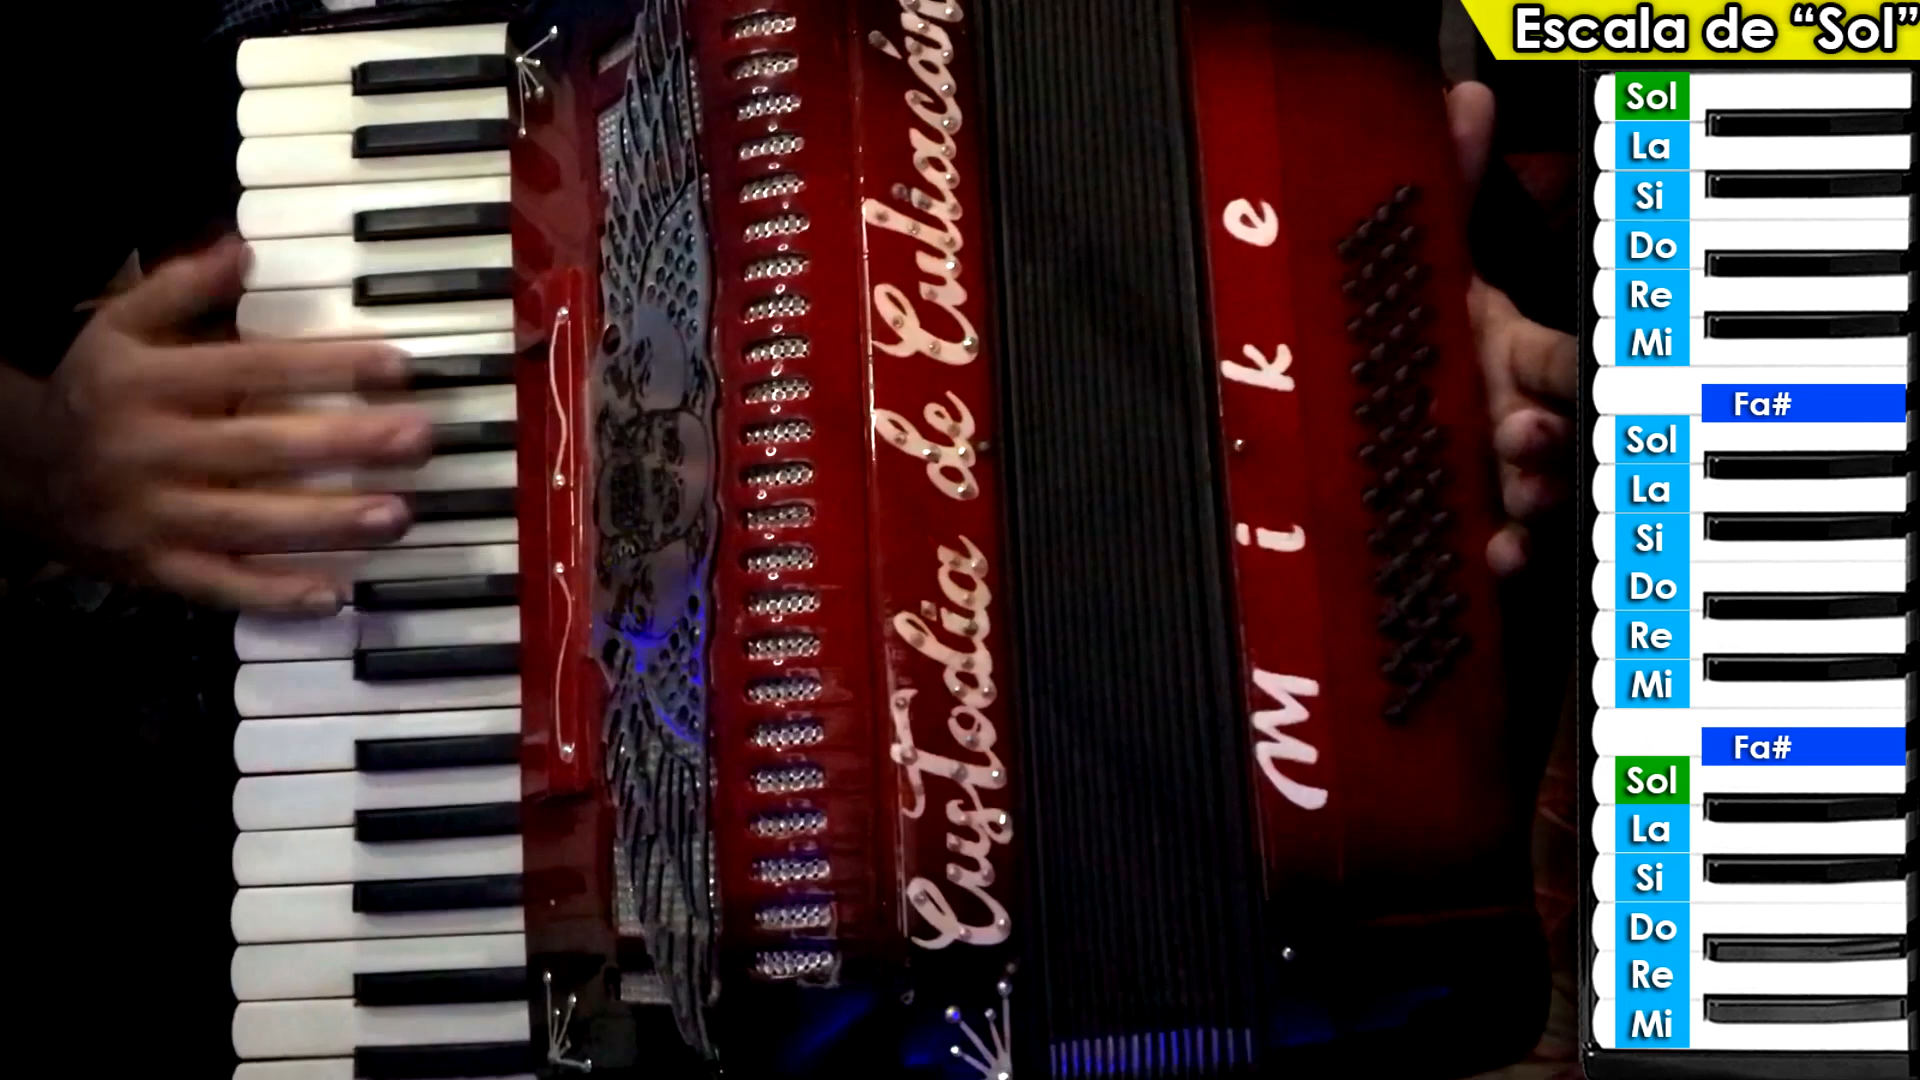 Escala de “Sol”
Custodia de Culiacán
Mike
Sol
La
Si
Do
Re
Mi
Fa#
Sol
La
Si
Do
Re
Mi
Fa#
Sol
La
Si
Do
Re
Mi